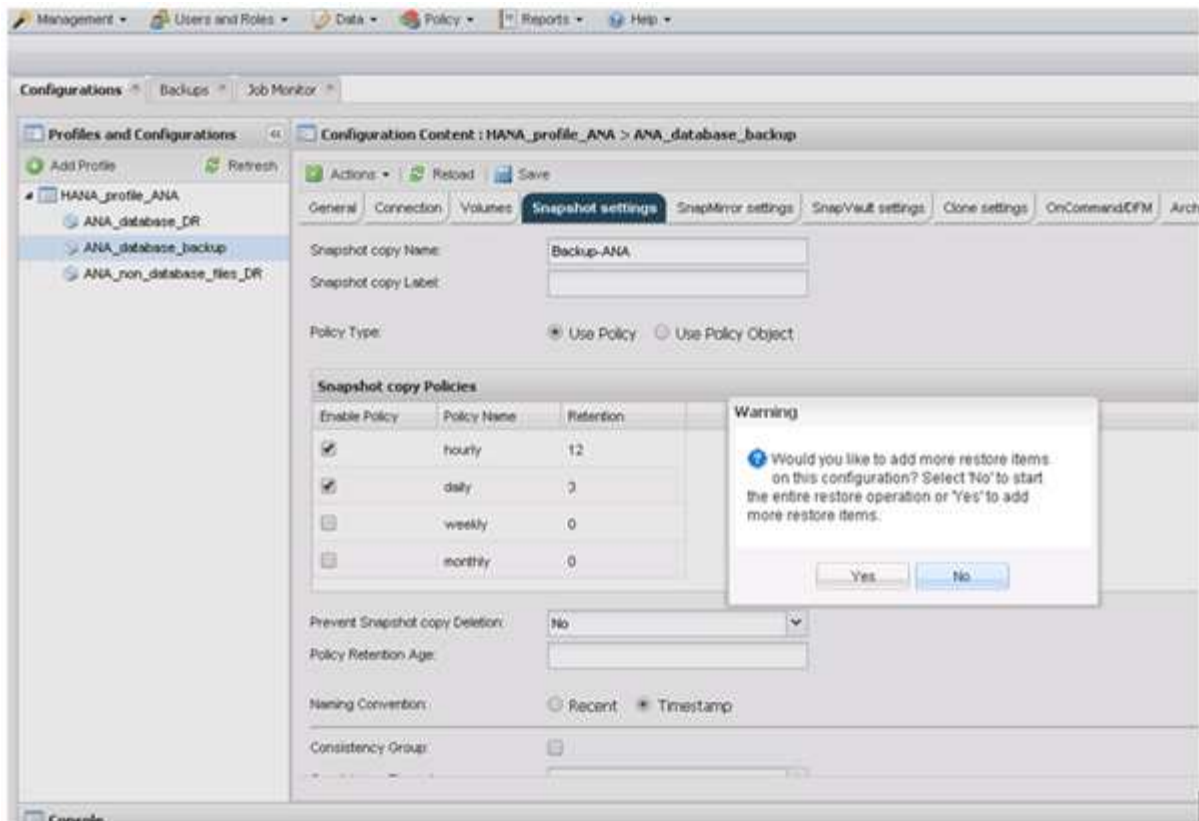 Management Users and Roles Data Policy Reports Help
Configurations Backups Job Monitor
Profiles and Configurations
Add Profile Refresh
HANA_profile_ANA
ANA_database_DR
ANA_database_backup
ANA_non_database_files_DR
Configuration Content : HANA_profile_ANA > ANA_database_backup
Actions Reload Save
General Connection Volumes Snapshot settings SnapMirror settings SnapVault settings Clone settings OnCommand/DFM Arch
Snapshot copy Name: Backup-ANA
Snapshot copy Label:
Policy Type: Use Policy Use Policy Object
Snapshot copy Policies
Enable Policy Policy Name Retention
hourly 12
daily 3
weekly 0
monthly 0
Warning
Would you like to add more restore items
on this configuration? Select 'No' to start
the entire restore operation or 'Yes' to add
more restore items.
Yes No
Prevent Snapshot copy Deletion: No
Policy Retention Age:
Naming Convention: Recent Timestamp
Consistency Group:
Console